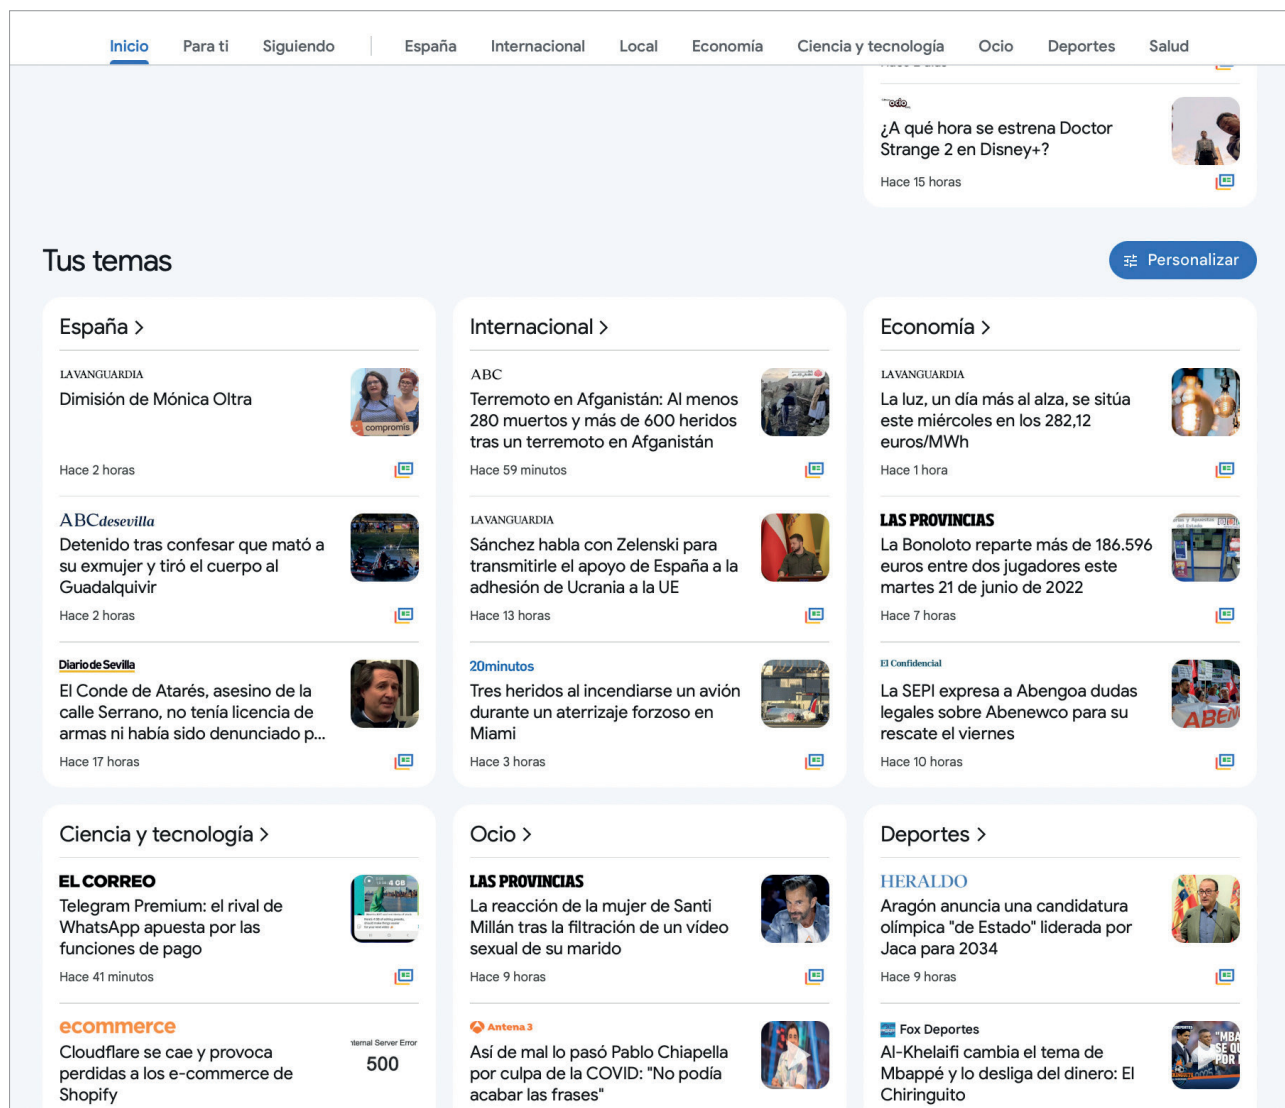 Inicio
Para ti
Siguiendo
España
Internacional
Local
Economía
Ciencia y tecnología
Ocio
Deportes
Salud
ocio
¿A qué hora se estrena Doctor
Strange 2 en Disney+?
Hace 15 horas
Tus temas
Personalizar
España >
LAVANGUARDIA
Dimisión de Mónica Oltra
compromís
Hace 2 horas
ABCdesevilla
Detenido tras confesar que mató a
su exmujer y tiró el cuerpo al
Guadalquivir
Hace 2 horas
Diario de Sevilla
El Conde de Atarés, asesino de la
calle Serrano, no tenía licencia de
armas ni había sido denunciado p...
Hace 17 horas
Internacional >
ABC
Terremoto en Afganistán: Al menos
280 muertos y más de 600 heridos
tras un terremoto en Afganistán
Hace 59 minutos
LAVANGUARDIA
Sánchez habla con Zelenski para
transmitirle el apoyo de España a la
adhesión de Ucrania a la UE
Hace 13 horas
20minutos
Tres heridos al incendiarse un avión
durante un aterrizaje forzoso en
Miami
Hace 3 horas
Economía >
LAVANGUARDIA
La luz, un día más al alza, se sitúa
este miércoles en los 282,12
euros/MWh
Hace 1 hora
LAS PROVINCIAS
La Bonoloto reparte más de 186.596
euros entre dos jugadores este
martes 21 de junio de 2022
Hace 7 horas
El Confidencial
La SEPI expresa a Abengoa dudas
legales sobre Abenewco para su
rescate el viernes
ABEN
Hace 10 horas
Ciencia y tecnología >
EL CORREO
Telegram Premium: el rival de
WhatsApp apuesta por las
funciones de pago
4 GB
Hace 41 minutos
ecommerce
Cloudflare se cae y provoca
perdidas a los e-commerce de
Shopify
ternal Server Error
500
Ocio >
LAS PROVINCIAS
La reacción de la mujer de Santi
Millán tras la filtración de un vídeo
sexual de su marido
Hace 9 horas
Antena 3
Así de mal lo pasó Pablo Chiapella
por culpa de la COVID: "No podía
acabar las frases"
Deportes >
HERALDO
Aragón anuncia una candidatura
olímpica "de Estado" liderada por
Jaca para 2034
Hace 9 horas
Fox Deportes
Al-Khelaifi cambia el tema de
Mbappé y lo desliga del dinero: El
Chiringuito
"MBA
SE QU
POR